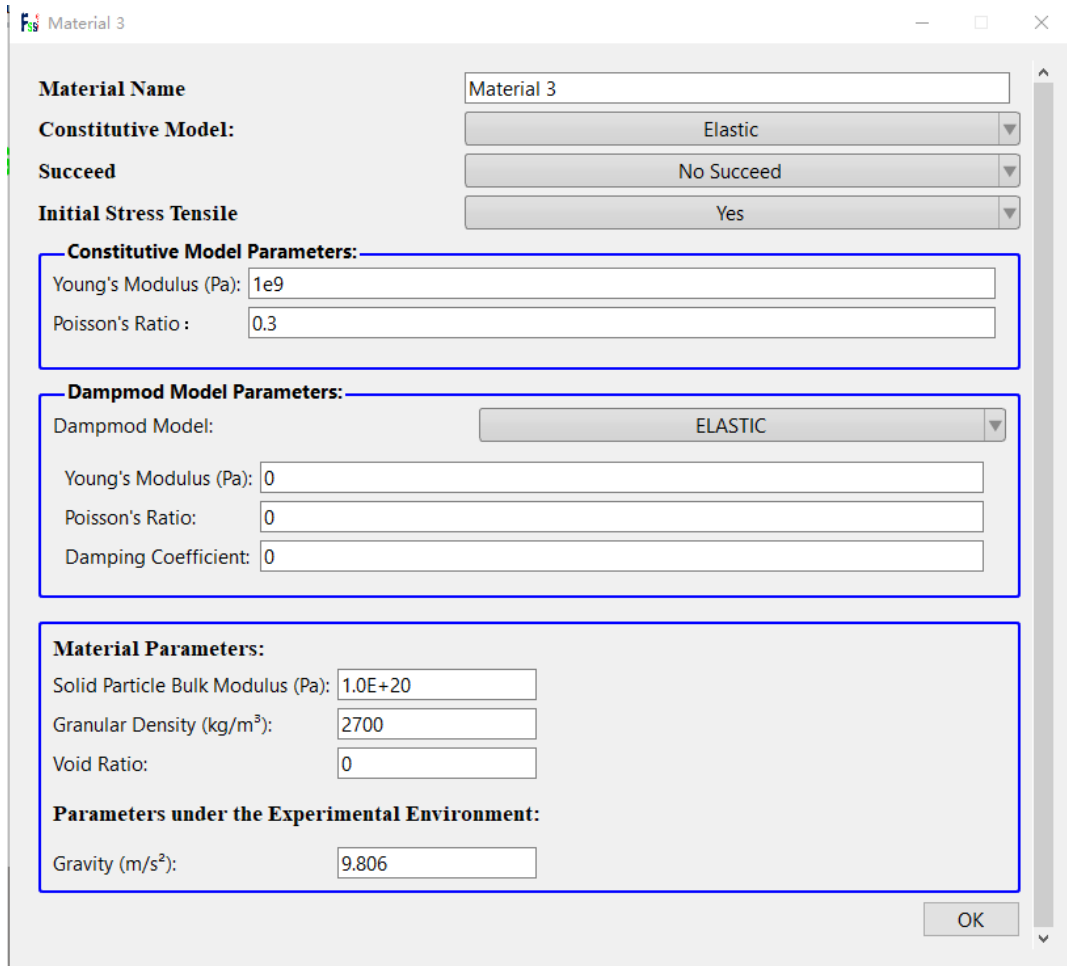 Fssi Material 3
Material Name Material 3
Constitutive Model: Elastic
Succeed No Succeed
Initial Stress Tensile Yes
Constitutive Model Parameters:
Young's Modulus (Pa): 1e9
Poisson's Ratio： 0.3
Dampmod Model Parameters:
Dampmod Model: ELASTIC
Young's Modulus (Pa): 0
Poisson's Ratio: 0
Damping Coefficient: 0
Material Parameters:
Solid Particle Bulk Modulus (Pa): 1.0E+20
Granular Density (kg/m³): 2700
Void Ratio: 0
Parameters under the Experimental Environment:
Gravity (m/s²): 9.806
OK